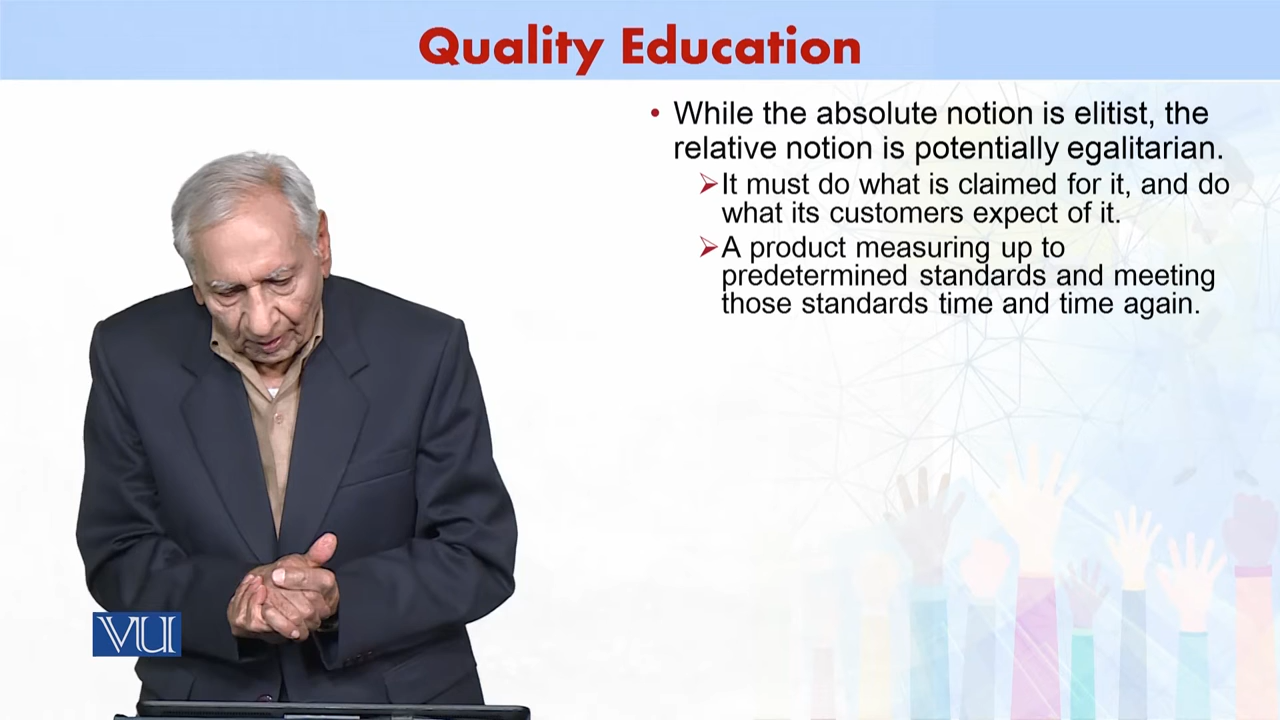 Quality Education
• While the absolute notion is elitist, the
relative notion is potentially egalitarian.
➢It must do what is claimed for it, and do
what its customers expect of it.
➢A product measuring up to
predetermined standards and meeting
those standards time and time again.
VU